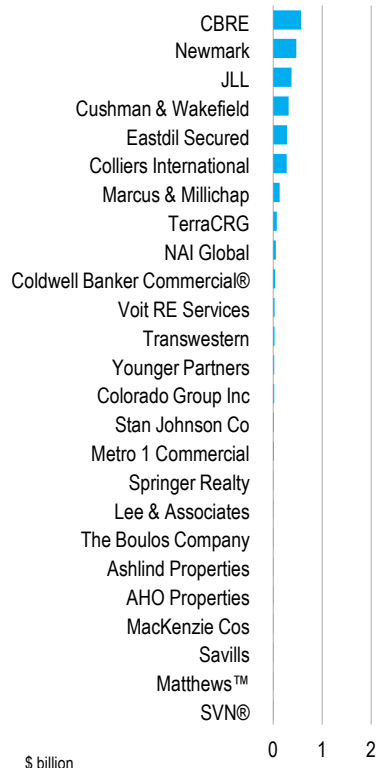 CBRE
Newmark
JLL
Cushman & Wakefield
Eastdil Secured
Colliers International
Marcus & Millichap
TerraCRG
NAI Global
Coldwell Banker Commercial®
Voit RE Services
Transwestern
Younger Partners
Colorado Group Inc
Stan Johnson Co
Metro 1 Commercial
Springer Realty
Lee & Associates
The Boulos Company
Ashlind Properties
AHO Properties
MacKenzie Cos
Savills
Matthews™
SVN®
0 1 2
$ billion